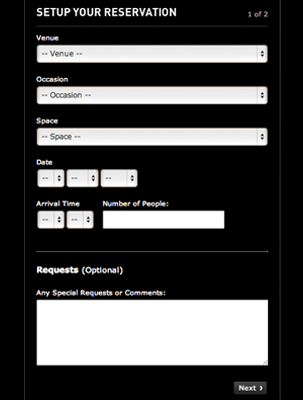 SETUP YOUR RESERVATION 1 of 2
Venue
-- Venue --
Occasion
-- Occasion --
Space
-- Space --
Date
-- -- --
Arrival Time Number of People:
-- --
Requests (Optional)
Any Special Requests or Comments:
Next ›